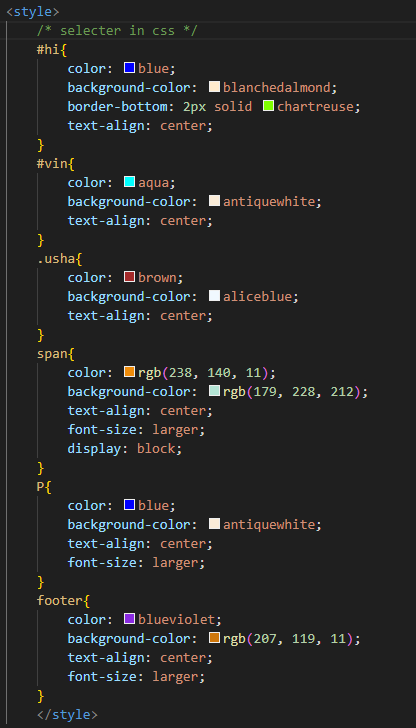 <style>
/* selecter in css */
#hi{
color: blue;
background-color: blanchedalmond;
border-bottom: 2px solid chartreuse;
text-align: center;
}
#vin{
color: aqua;
background-color: antiquewhite;
text-align: center;
}
.usha{
color: brown;
background-color: aliceblue;
text-align: center;
}
span{
color: rgb(238, 140, 11);
background-color: rgb(179, 228, 212);
text-align: center;
font-size: larger;
display: block;
}
P{
color: blue;
background-color: antiquewhite;
text-align: center;
font-size: larger;
}
footer{
color: blueviolet;
background-color: rgb(207, 119, 11);
text-align: center;
font-size: larger;
}
</style>